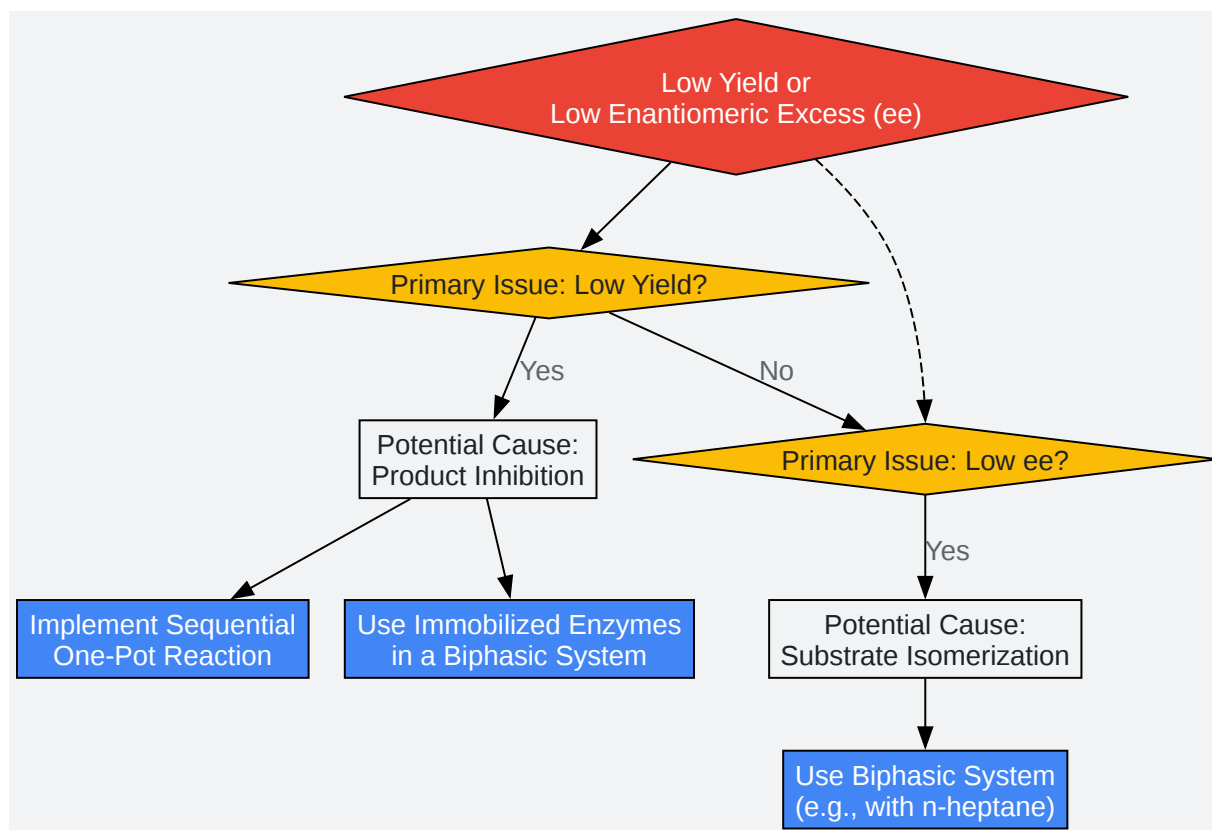 Low Yield or
Low Enantiomeric Excess (ee)
Primary Issue: Low Yield?
Yes
No
Potential Cause:
Product Inhibition
Primary Issue: Low ee?
Yes
Implement Sequential
One-Pot Reaction
Use Immobilized Enzymes
in a Biphasic System
Potential Cause:
Substrate Isomerization
Use Biphasic System
(e.g., with n-heptane)